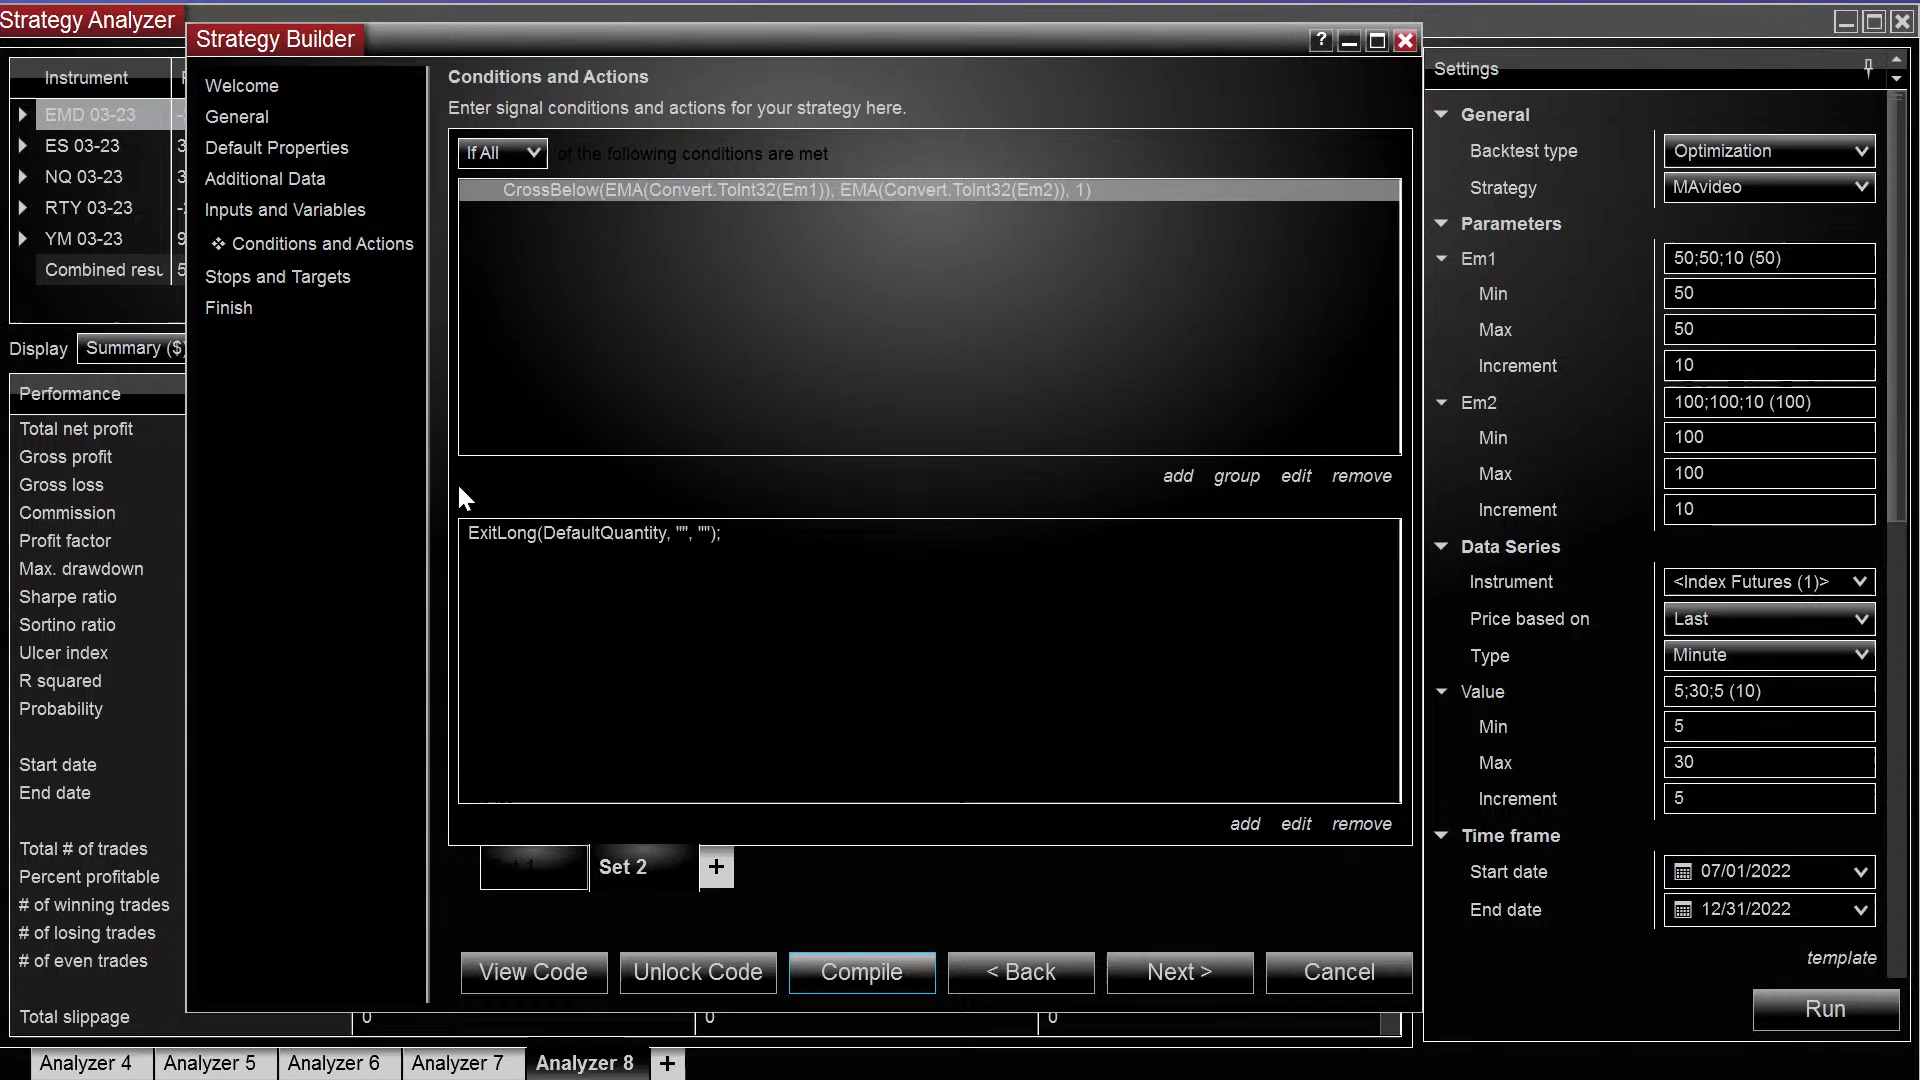 Strategy Analyzer
Strategy Builder
?
Instrument
EMD 03-23
ES 03-23
NQ 03-23
RTY 03-23
YM 03-23
Combined resu
3
3
9
5
Display
Summary ($)
Performance
Total net profit
Gross profit
Gross loss
Commission
Profit factor
Max. drawdown
Sharpe ratio
Sortino ratio
Ulcer index
R squared
Probability
Start date
End date
Total # of trades
Percent profitable
# of winning trades
# of losing trades
# of even trades
Total slippage
0
0
0
Welcome
General
Default Properties
Additional Data
Inputs and Variables
Conditions and Actions
Stops and Targets
Finish
Conditions and Actions
Enter signal conditions and actions for your strategy here.
If All of the following conditions are met
CrossBelow(EMA(Convert.ToInt32(Em1)), EMA(Convert.ToInt32(Em2)), 1)
add group edit remove
ExitLong(DefaultQuantity, "", "");
add edit remove
Set 1
Set 2
+
View Code
Unlock Code
Compile
< Back
Next >
Cancel
Settings
General
Backtest type
Optimization
Strategy
MAvideo
Parameters
Em1
50;50;10 (50)
Min
50
Max
50
Increment
10
Em2
100;100;10 (100)
Min
100
Max
100
Increment
10
Data Series
Instrument
<Index Futures (1)>
Price based on
Last
Type
Minute
Value
5;30;5 (10)
Min
5
Max
30
Increment
5
Time frame
Start date
07/01/2022
End date
12/31/2022
template
Run
Analyzer 4
Analyzer 5
Analyzer 6
Analyzer 7
Analyzer 8
+